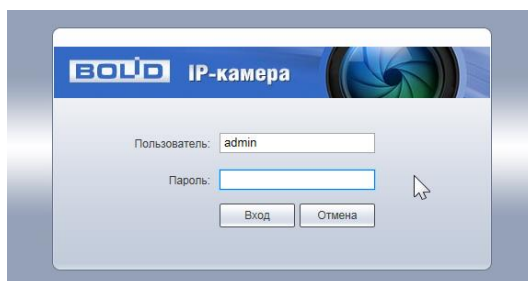 BOLID IP-камера
Пользователь: admin
Пароль:
Вход Отмена